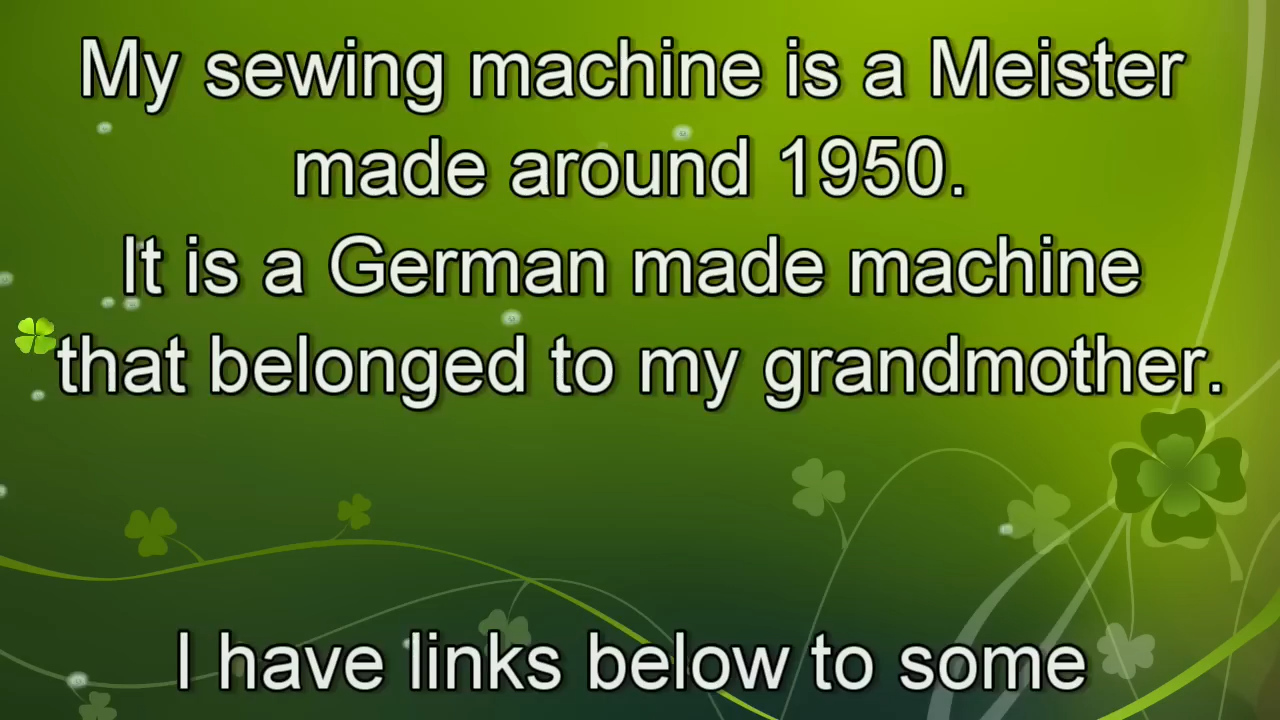 My sewing machine is a Meister
made around 1950.
It is a German made machine
that belonged to my grandmother.
I have links below to some